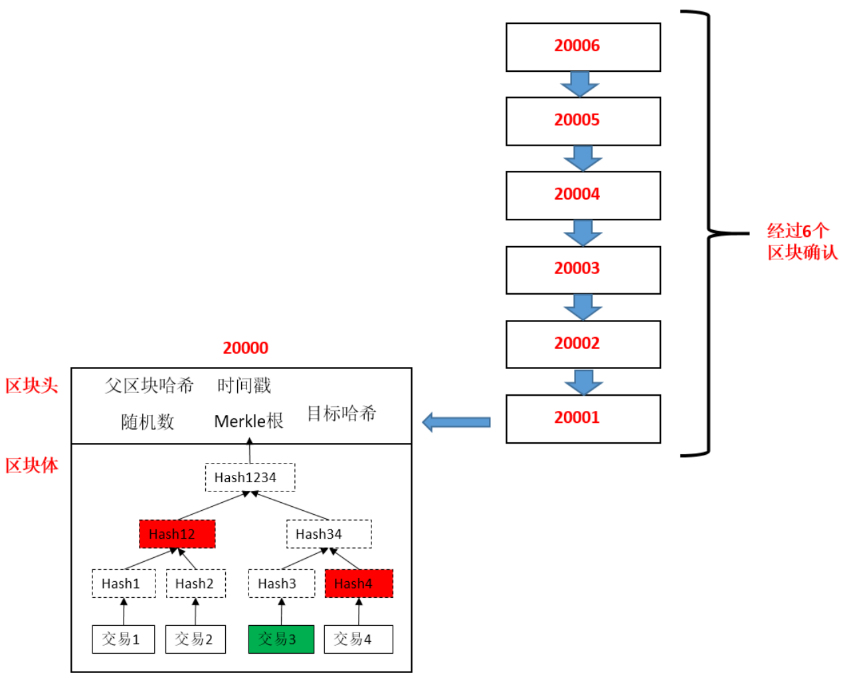 20006
20005
20004
20003
20002
20001
经过6个
区块确认
20000
区块头
父区块哈希 时间戳
随机数 Merkle根 目标哈希
区块体
Hash1234
Hash12 Hash34
Hash1 Hash2 Hash3 Hash4
交易1 交易2 交易3 交易4